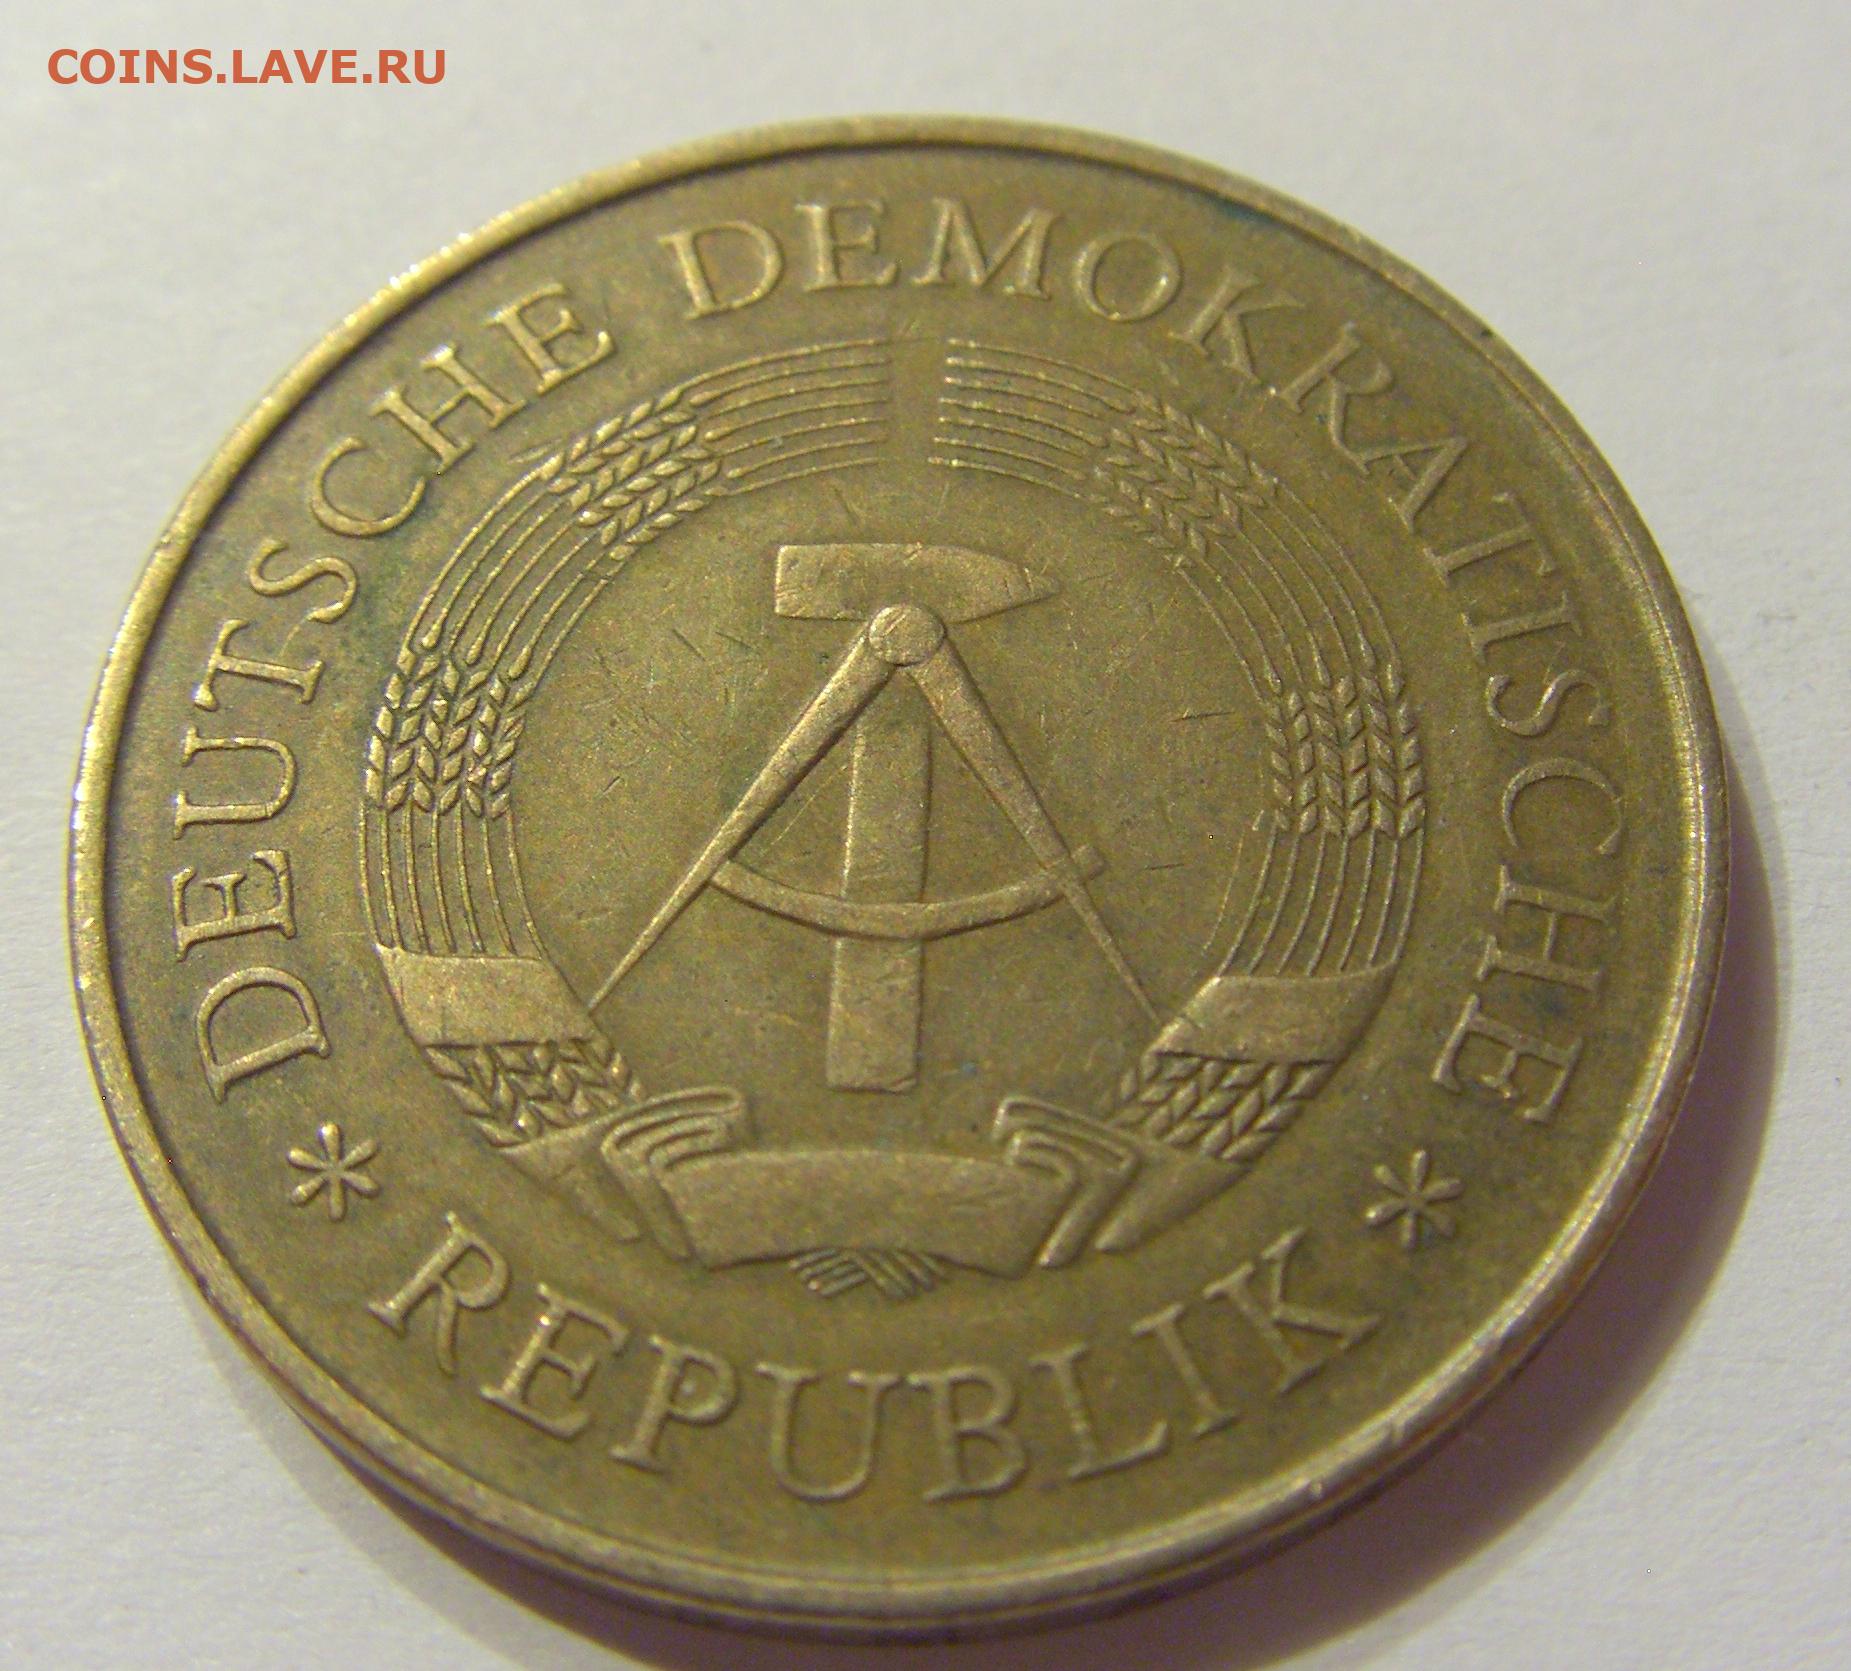 COINS.LAVE.RU
DEUTSCHE DEMOKRATISCHE
* REPUBLIK *